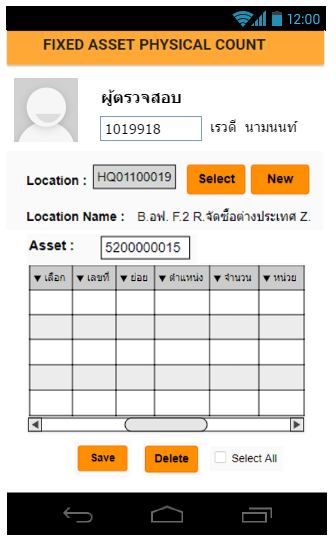 12:00
FIXED ASSET PHYSICAL COUNT
ผู้ตรวจสอบ
1019918 เรวดี นามนนท์
Location : HQ01100019 Select New
Location Name : B.อฟ. F.2 R.จัดซื้อต่างประเทศ Z.
Asset : 5200000015
▼ เลือก ▼ เลขที่ ▼ ย่อย ▼ ตำแหน่ง ▼ จำนวน ▼ หน่วย
Save Delete Select All